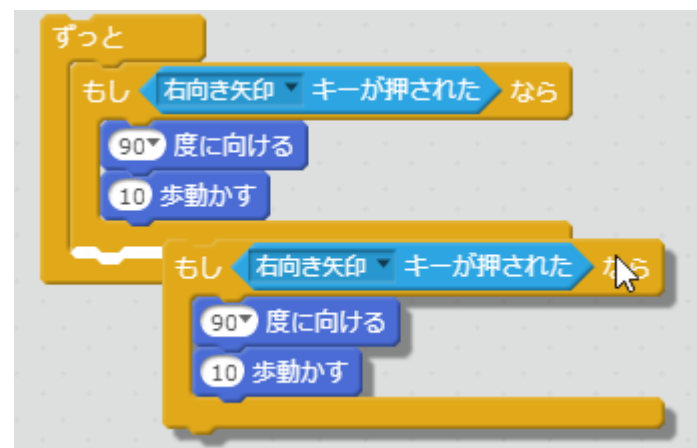 ずっと
もし 右向き矢印 キーが押された なら
90 度に向ける
10 歩動かす
もし 右向き矢印 キーが押された なら
90 度に向ける
10 歩動かす